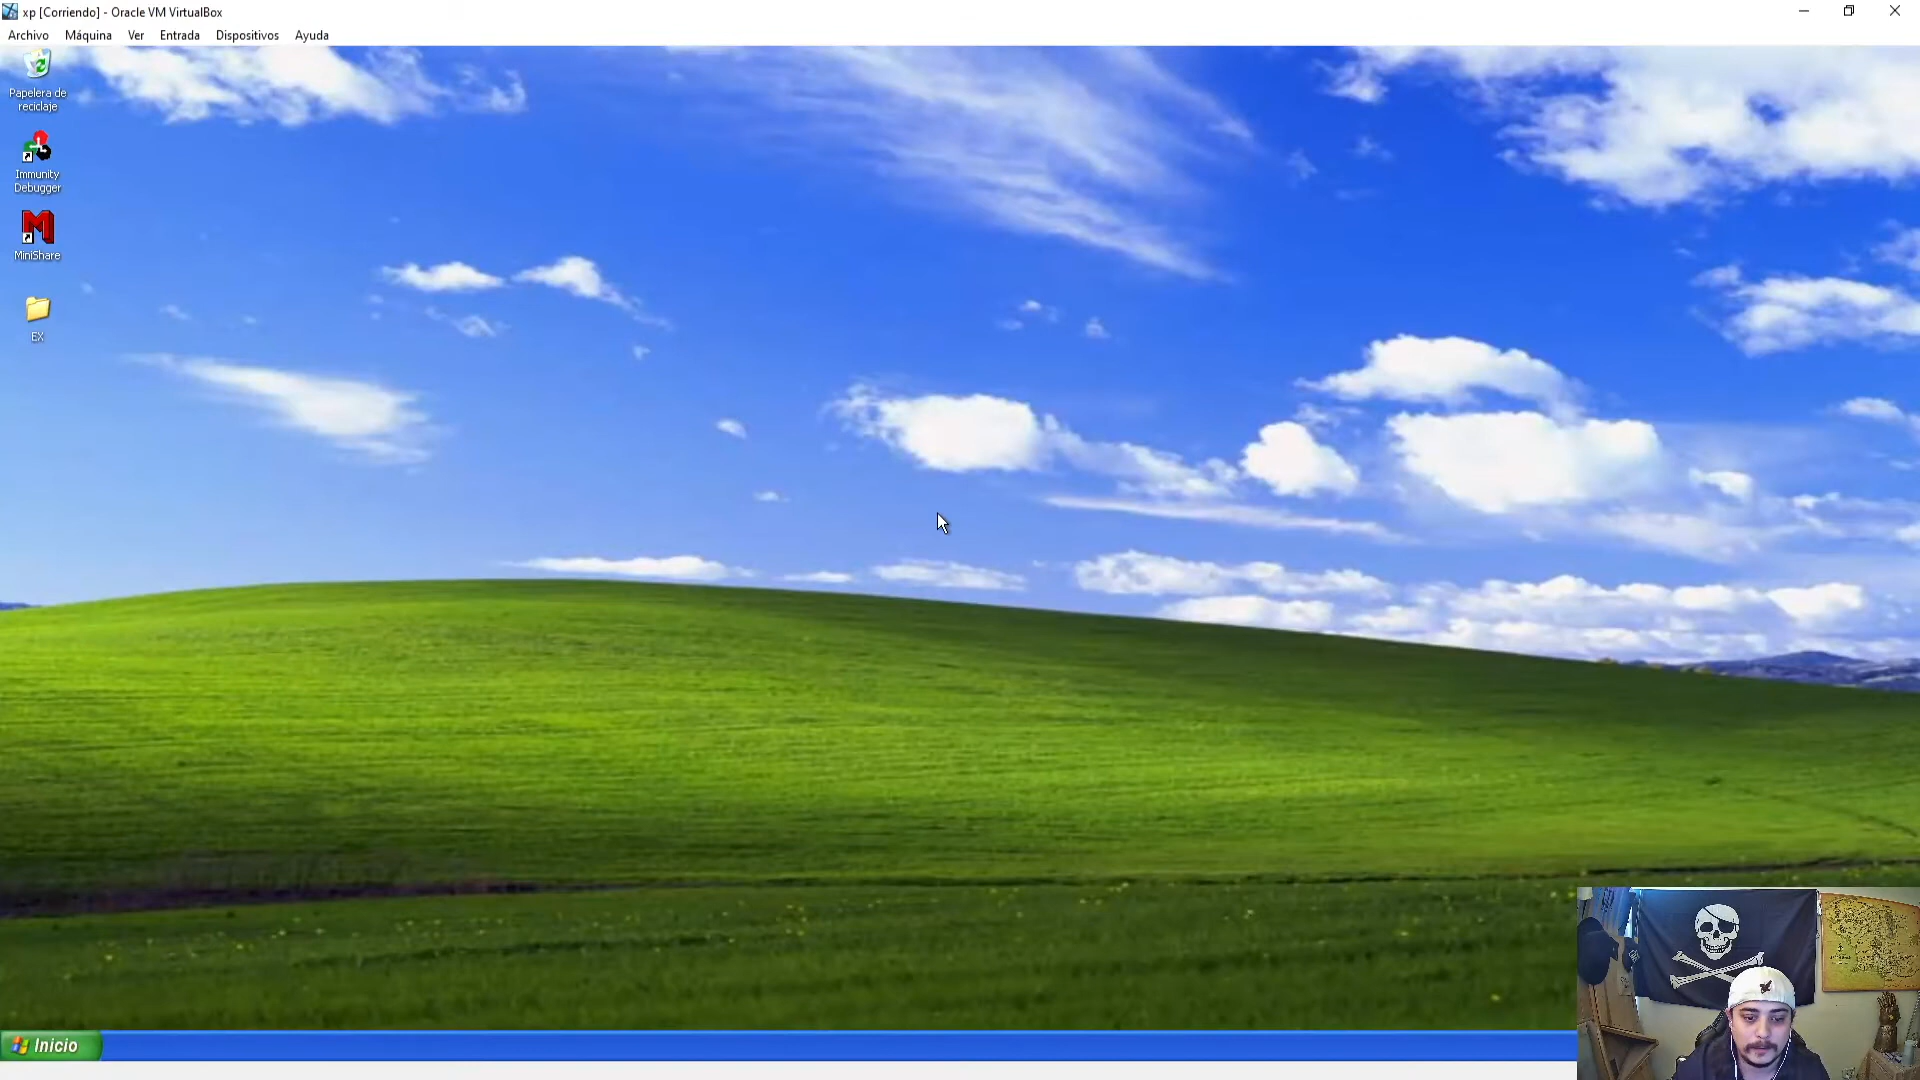 xp [Corriendo] - Oracle VM VirtualBox
Archivo Máquina Ver Entrada Dispositivos Ayuda
Papelera de
reciclaje
Immunity
Debugger
MiniShare
EX
Inicio